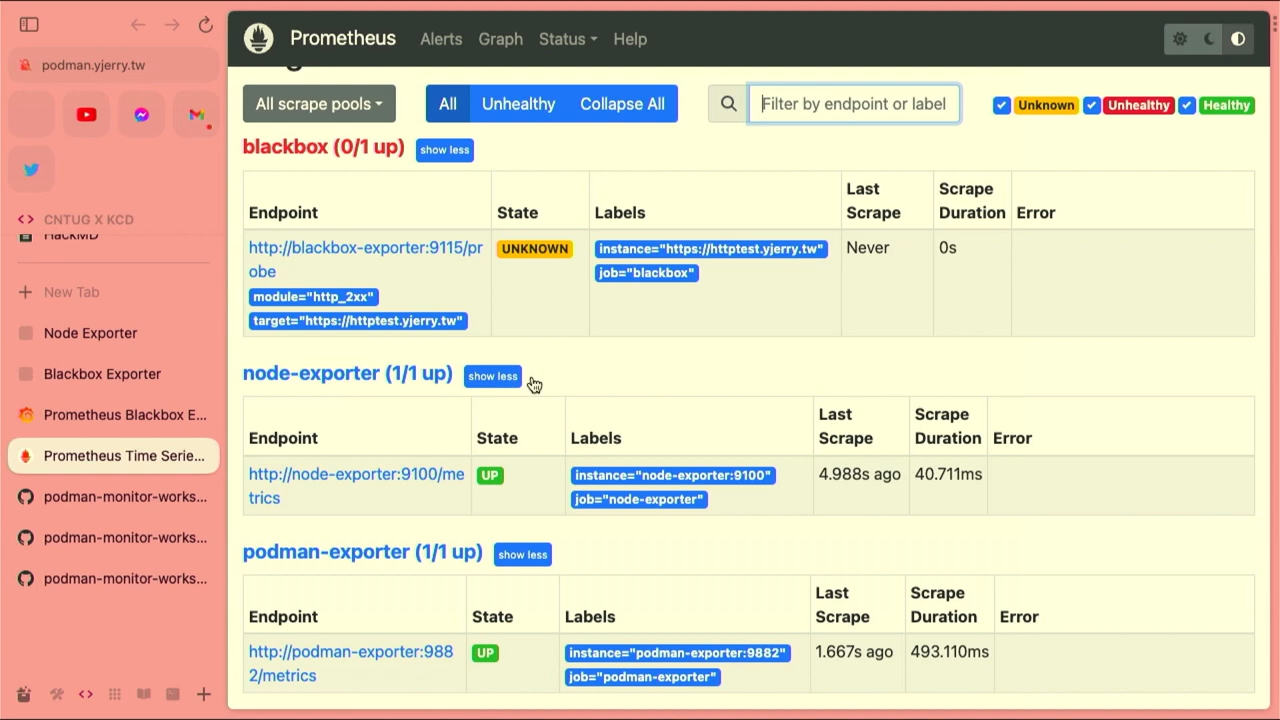 podman.yjerry.tw
CNTUG X KCD
HackMD
New Tab
Node Exporter
Blackbox Exporter
Prometheus Blackbox E...
Prometheus Time Serie...
podman-monitor-works...
podman-monitor-works...
podman-monitor-works...
Prometheus Alerts Graph Status Help
All scrape pools All Unhealthy Collapse All Filter by endpoint or label Unknown Unhealthy Healthy
blackbox (0/1 up) show less
Endpoint State Labels Last Scrape Scrape Duration Error
http://blackbox-exporter:9115/pr
obe
module="http_2xx"
target="https://httptest.yjerry.tw"
UNKNOWN
instance="https://httptest.yjerry.tw"
job="blackbox"
Never
0s
node-exporter (1/1 up) show less
Endpoint State Labels Last Scrape Scrape Duration Error
http://node-exporter:9100/me
trics
UP
instance="node-exporter:9100"
job="node-exporter"
4.988s ago
40.711ms
podman-exporter (1/1 up) show less
Endpoint State Labels Last Scrape Scrape Duration Error
http://podman-exporter:988
2/metrics
UP
instance="podman-exporter:9882"
job="podman-exporter"
1.667s ago
493.110ms